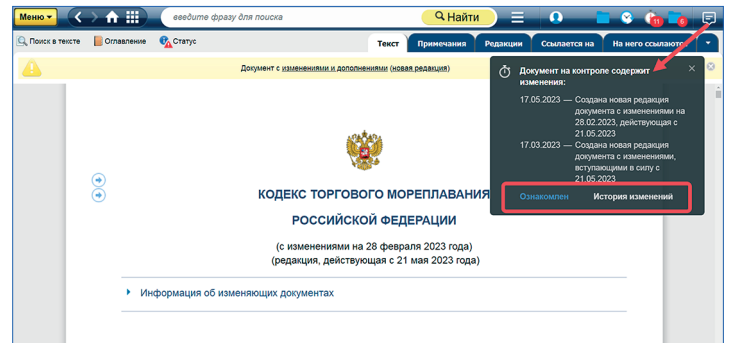 Меню
введите фразу для поиска
Найти
11
6
Поиск в тексте
Оглавление
Статус
Текст
Примечания
Редакции
Ссылается на
На него ссылаются
Документ с изменениями и дополнениями (новая редакция)
Документ на контроле содержит
изменения:
17.05.2023 — Создана новая редакция
документа с изменениями на
28.02.2023, действующая с
21.05.2023
17.03.2023 — Создана новая редакция
документа с изменениями,
вступающими в силу с
21.05.2023
Ознакомлен
История изменений
КОДЕКС ТОРГОВОГО МОРЕПЛАВАНИЯ
РОССИЙСКОЙ ФЕДЕРАЦИИ
(с изменениями на 28 февраля 2023 года)
(редакция, действующая с 21 мая 2023 года)
Информация об изменяющих документах